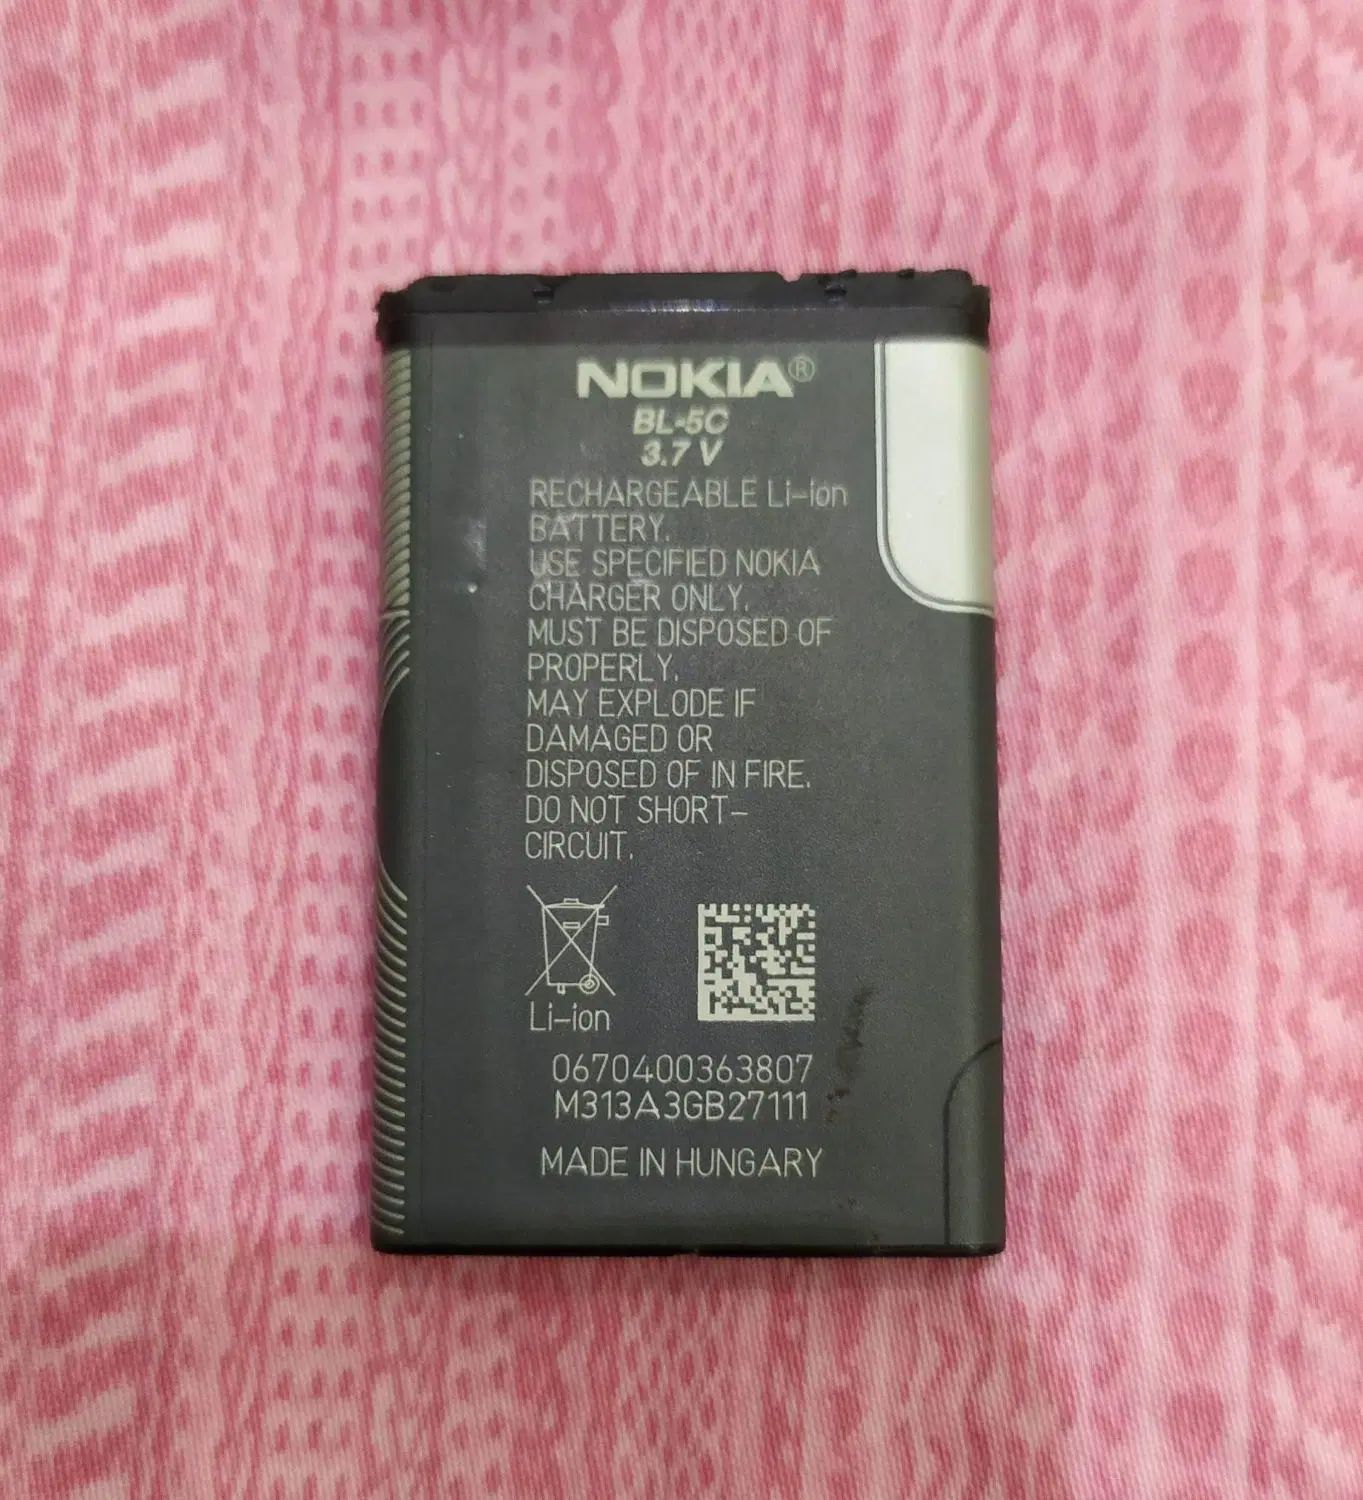 NOKIA®
BL-5C
3.7 V
RECHARGEABLE Li-ion
BATTERY.
USE SPECIFIED NOKIA
CHARGER ONLY.
MUST BE DISPOSED OF
PROPERLY.
MAY EXPLODE IF
DAMAGED OR
DISPOSED OF IN FIRE.
DO NOT SHORT-
CIRCUIT.
Li-ion
0670400363807
M313A3GB27111
MADE IN HUNGARY